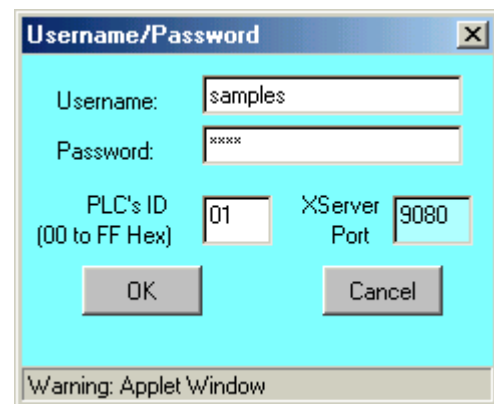 Username/Password
Username: samples
Password: ****
PLC's ID
(00 to FF Hex) 01
XServer
Port 9080
OK Cancel
Warning: Applet Window